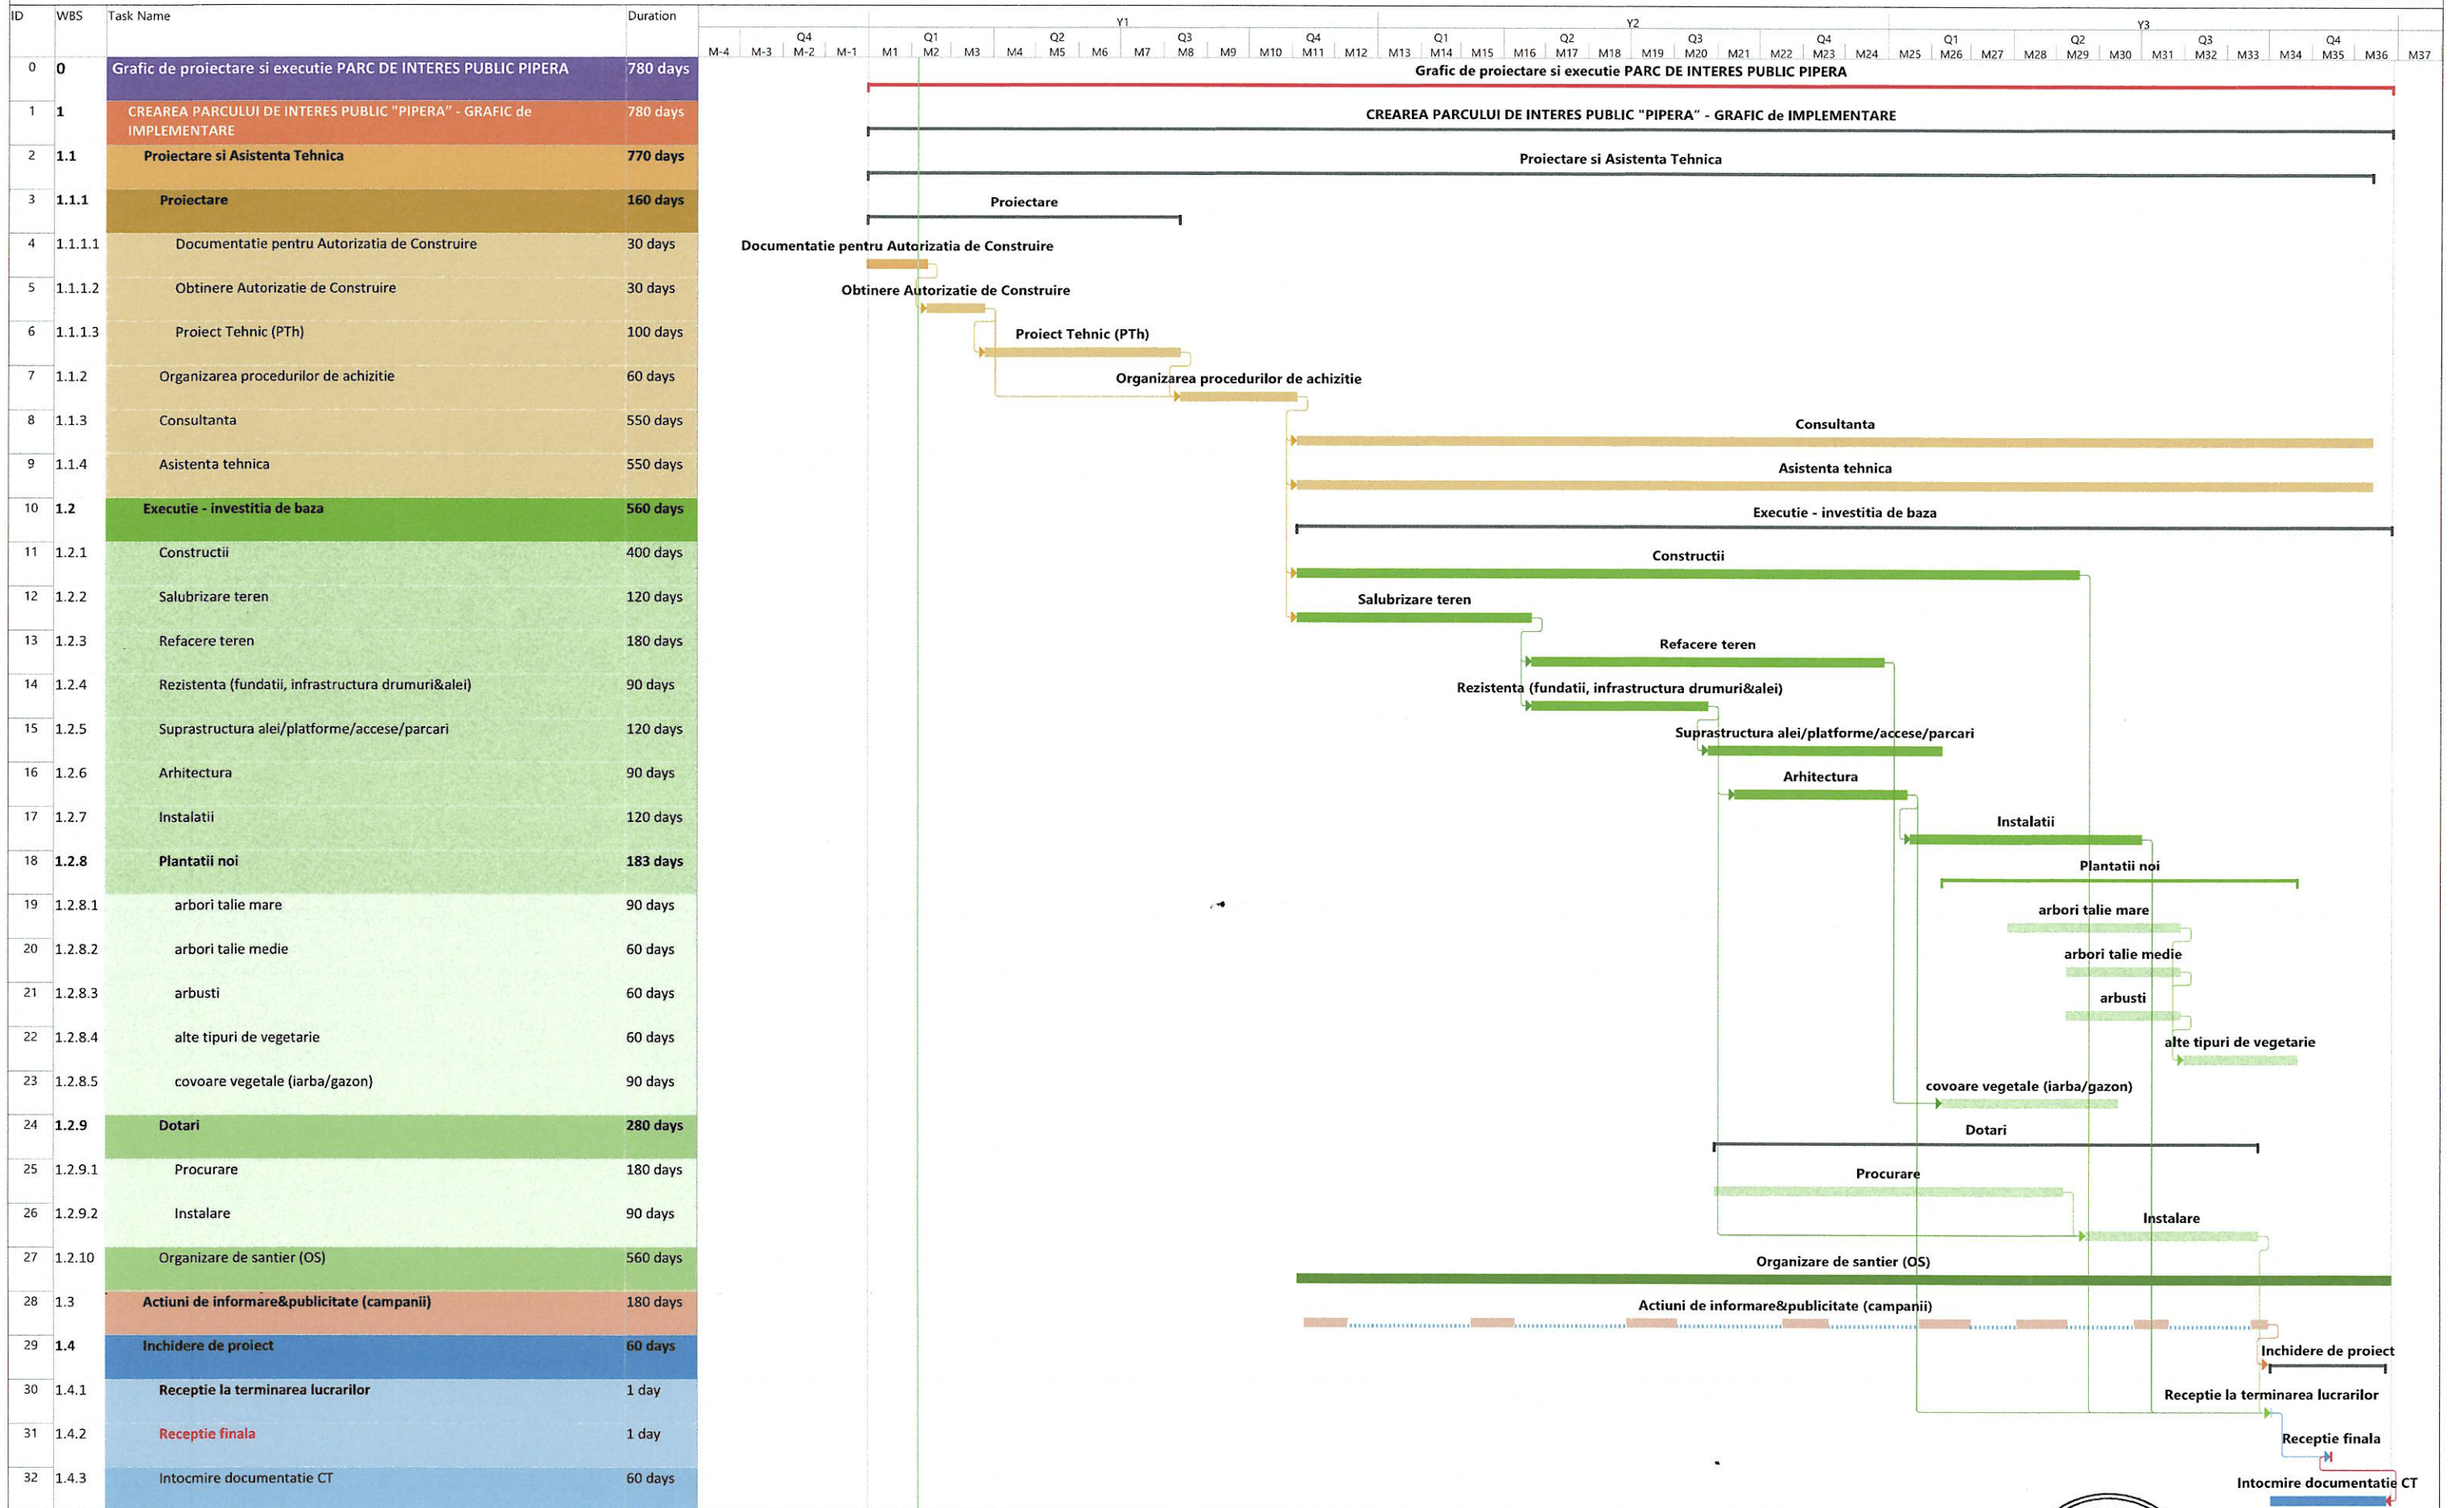 ID WBS Task Name Duration
Y1 Y2 Y3
Q4 Q1 Q2 Q3 Q4 Q1 Q2 Q3 Q4 Q1 Q2 Q3 Q4
M-4 M-3 M-2 M-1 M1 M2 M3 M4 M5 M6 M7 M8 M9 M10 M11 M12 M13 M14 M15 M16 M17 M18 M19 M20 M21 M22 M23 M24 M25 M26 M27 M28 M29 M30 M31 M32 M33 M34 M35 M36 M37
0 0 Grafic de proiectare si executie PARC DE INTERES PUBLIC PIPERA 780 days
Grafic de proiectare si executie PARC DE INTERES PUBLIC PIPERA
1 1 CREAREA PARCULUI DE INTERES PUBLIC "PIPERA" - GRAFIC de 780 days
IMPLEMENTARE
CREAREA PARCULUI DE INTERES PUBLIC "PIPERA" - GRAFIC de IMPLEMENTARE
2 1.1 Proiectare si Asistenta Tehnica 770 days
Proiectare si Asistenta Tehnica
3 1.1.1 Proiectare 160 days
Proiectare
4 1.1.1.1 Documentatie pentru Autorizatia de Construire 30 days
Documentatie pentru Autorizatia de Construire
5 1.1.1.2 Obtinere Autorizatie de Construire 30 days
Obtinere Autorizatie de Construire
6 1.1.1.3 Proiect Tehnic (PTh) 100 days
Proiect Tehnic (PTh)
7 1.1.2 Organizarea procedurilor de achizitie 60 days
Organizarea procedurilor de achizitie
8 1.1.3 Consultanta 550 days
Consultanta
9 1.1.4 Asistenta tehnica 550 days
Asistenta tehnica
10 1.2 Executie - investitia de baza 560 days
Executie - investitia de baza
11 1.2.1 Constructii 400 days
Constructii
12 1.2.2 Salubrizare teren 120 days
Salubrizare teren
13 1.2.3 Refacere teren 180 days
Refacere teren
14 1.2.4 Rezistenta (fundatii, infrastructura drumuri&alei) 90 days
Rezistenta (fundatii, infrastructura drumuri&alei)
15 1.2.5 Suprastructura alei/platforme/accese/parcari 120 days
Suprastructura alei/platforme/accese/parcari
16 1.2.6 Arhitectura 90 days
Arhitectura
17 1.2.7 Instalatii 120 days
Instalatii
18 1.2.8 Plantatii noi 183 days
Plantatii noi
19 1.2.8.1 arbori talie mare 90 days
arbori talie mare
20 1.2.8.2 arbori talie medie 60 days
arbori talie medie
21 1.2.8.3 arbusti 60 days
arbusti
22 1.2.8.4 alte tipuri de vegetarie 60 days
alte tipuri de vegetarie
23 1.2.8.5 covoare vegetale (iarba/gazon) 90 days
covoare vegetale (iarba/gazon)
24 1.2.9 Dotari 280 days
Dotari
25 1.2.9.1 Procurare 180 days
Procurare
26 1.2.9.2 Instalare 90 days
Instalare
27 1.2.10 Organizare de santier (OS) 560 days
Organizare de santier (OS)
28 1.3 Actiuni de informare&publicitate (campanii) 180 days
Actiuni de informare&publicitate (campanii)
29 1.4 Inchidere de proiect 60 days
Inchidere de proiect
30 1.4.1 Receptie la terminarea lucrarilor 1 day
Receptie la terminarea lucrarilor
31 1.4.2 Receptie finala 1 day
Receptie finala
32 1.4.3 Intocmire documentatie CT 60 days
Intocmire documentatie CT